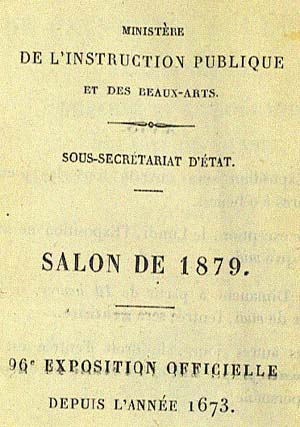 MINISTÈRE
DE L'INSTRUCTION PUBLIQUE
ET DES BEAUX-ARTS.
SOUS-SECRÉTARIAT D'ÉTAT.
SALON DE 1879.
96e EXPOSITION OFFICIELLE
DEPUIS L'ANNÉE 1673.